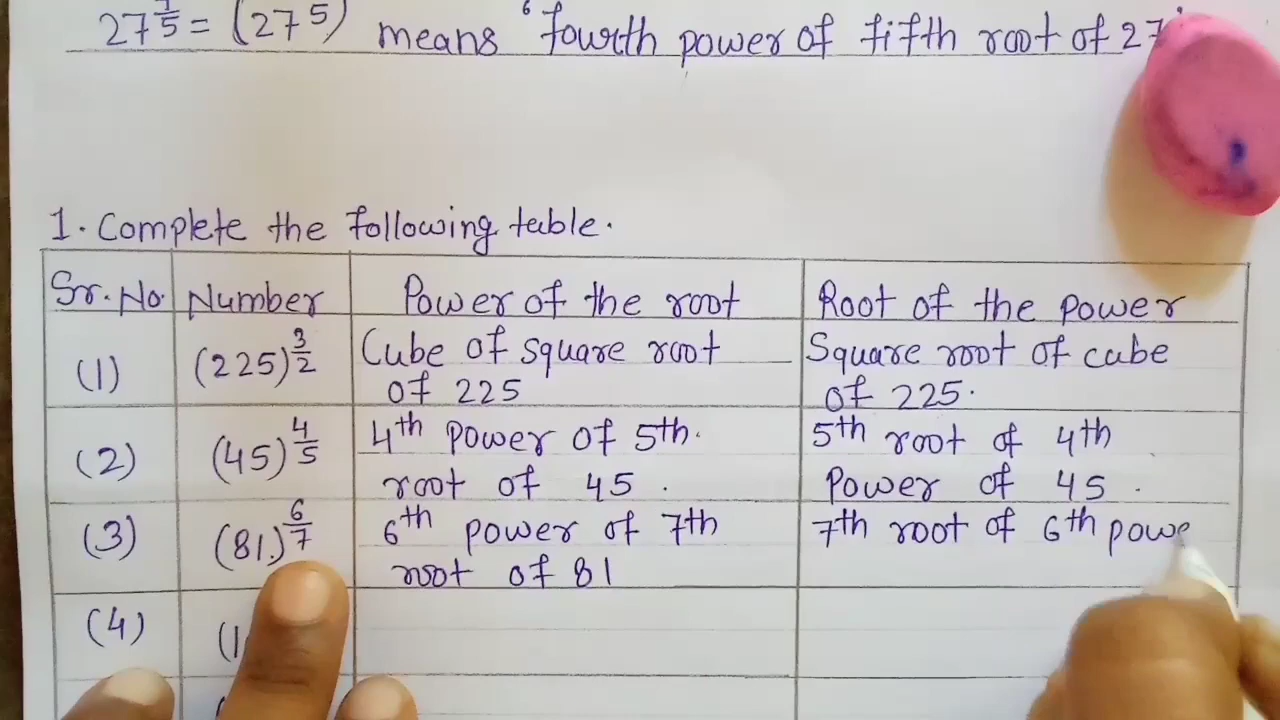 27 5 = (27 5) means "fourth power of fifth root of 27
1. Complete the following table.
Sr. No. Number Power of the root Root of the power
(1) (225)^3/2 Cube of square root of 225 Square root of cube of 225.
(2) (45)^4/5 4th power of 5th. root of 45. 5th root of 4th Power of 45.
(3) (81.)^6/7 6th power of 7th root of 81 7th root of 6th powe
(4) (1